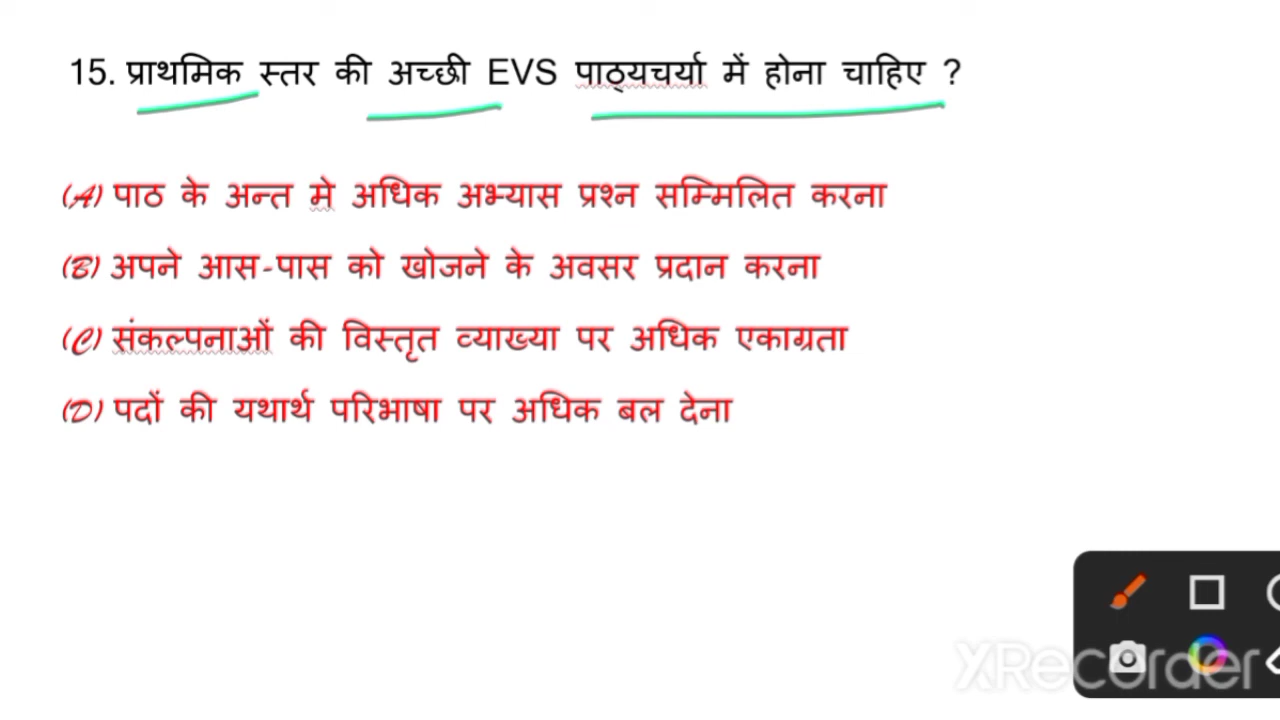 15. प्राथमिक स्तर की अच्छी EVS पाठ्यचर्या में होना चाहिए ?
(A) पाठ के अन्त मे अधिक अभ्यास प्रश्न सम्मिलित करना
(B) अपने आस-पास को खोजने के अवसर प्रदान करना
(C) संकल्पनाओं की विस्तृत व्याख्या पर अधिक एकाग्रता
(D) पदों की यथार्थ परिभाषा पर अधिक बल देना
XRecorder